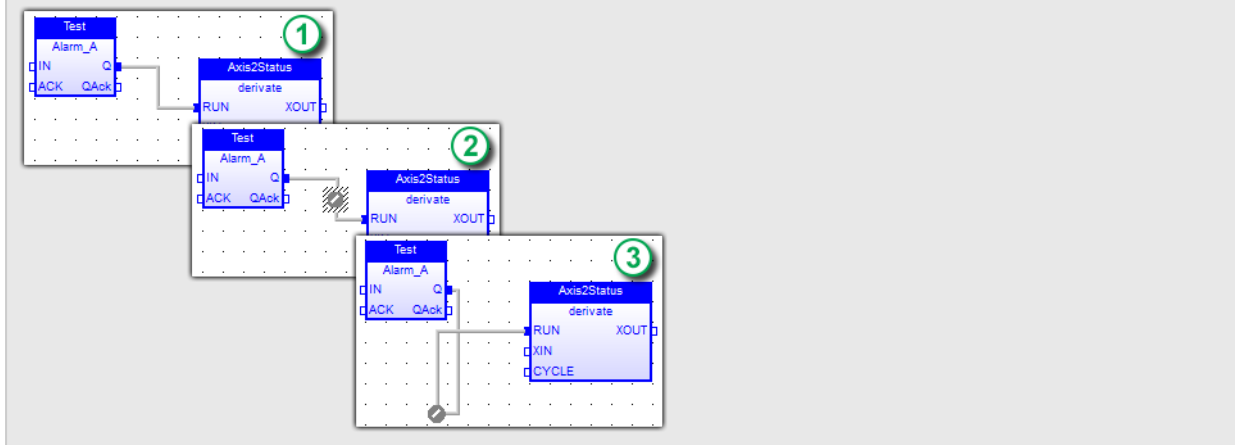 Test
1
Alarm_A
IN Q
Axis2Status
ACK QAck
derivate
RUN XOUT
Test
2
Alarm_A
IN Q
Axis2Status
ACK QAck
derivate
RUN XOUT
Test
3
Alarm_A
IN Q
Axis2Status
ACK QAck
derivate
RUN XOUT
XIN
CYCLE